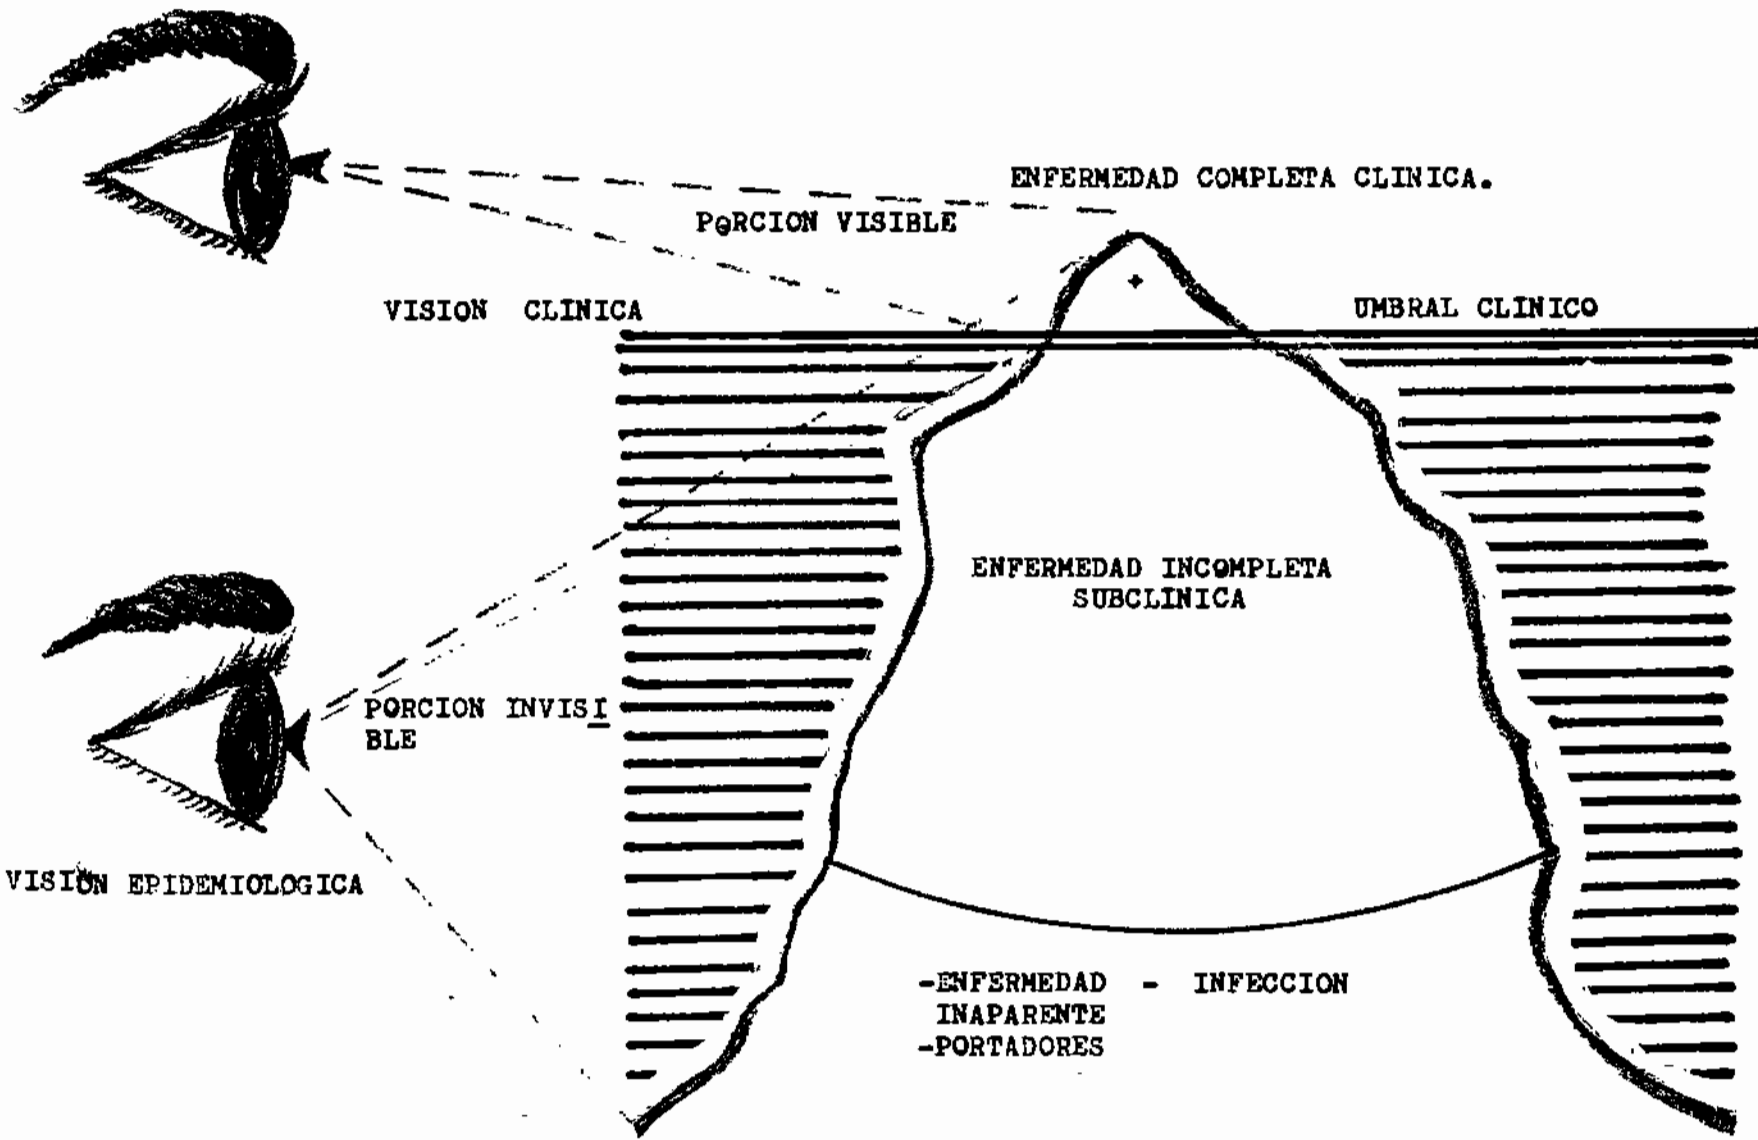 ENFERMEDAD COMPLETA CLINICA.
PORCION VISIBLE
VISION CLINICA
UMBRAL CLINICO
ENFERMEDAD INCOMPLETA
SUBCLINICA
PORCION INVISI
BLE
VISION EPIDEMIOLOGICA
-ENFERMEDAD - INFECCION
INAPARENTE
-PORTADORES